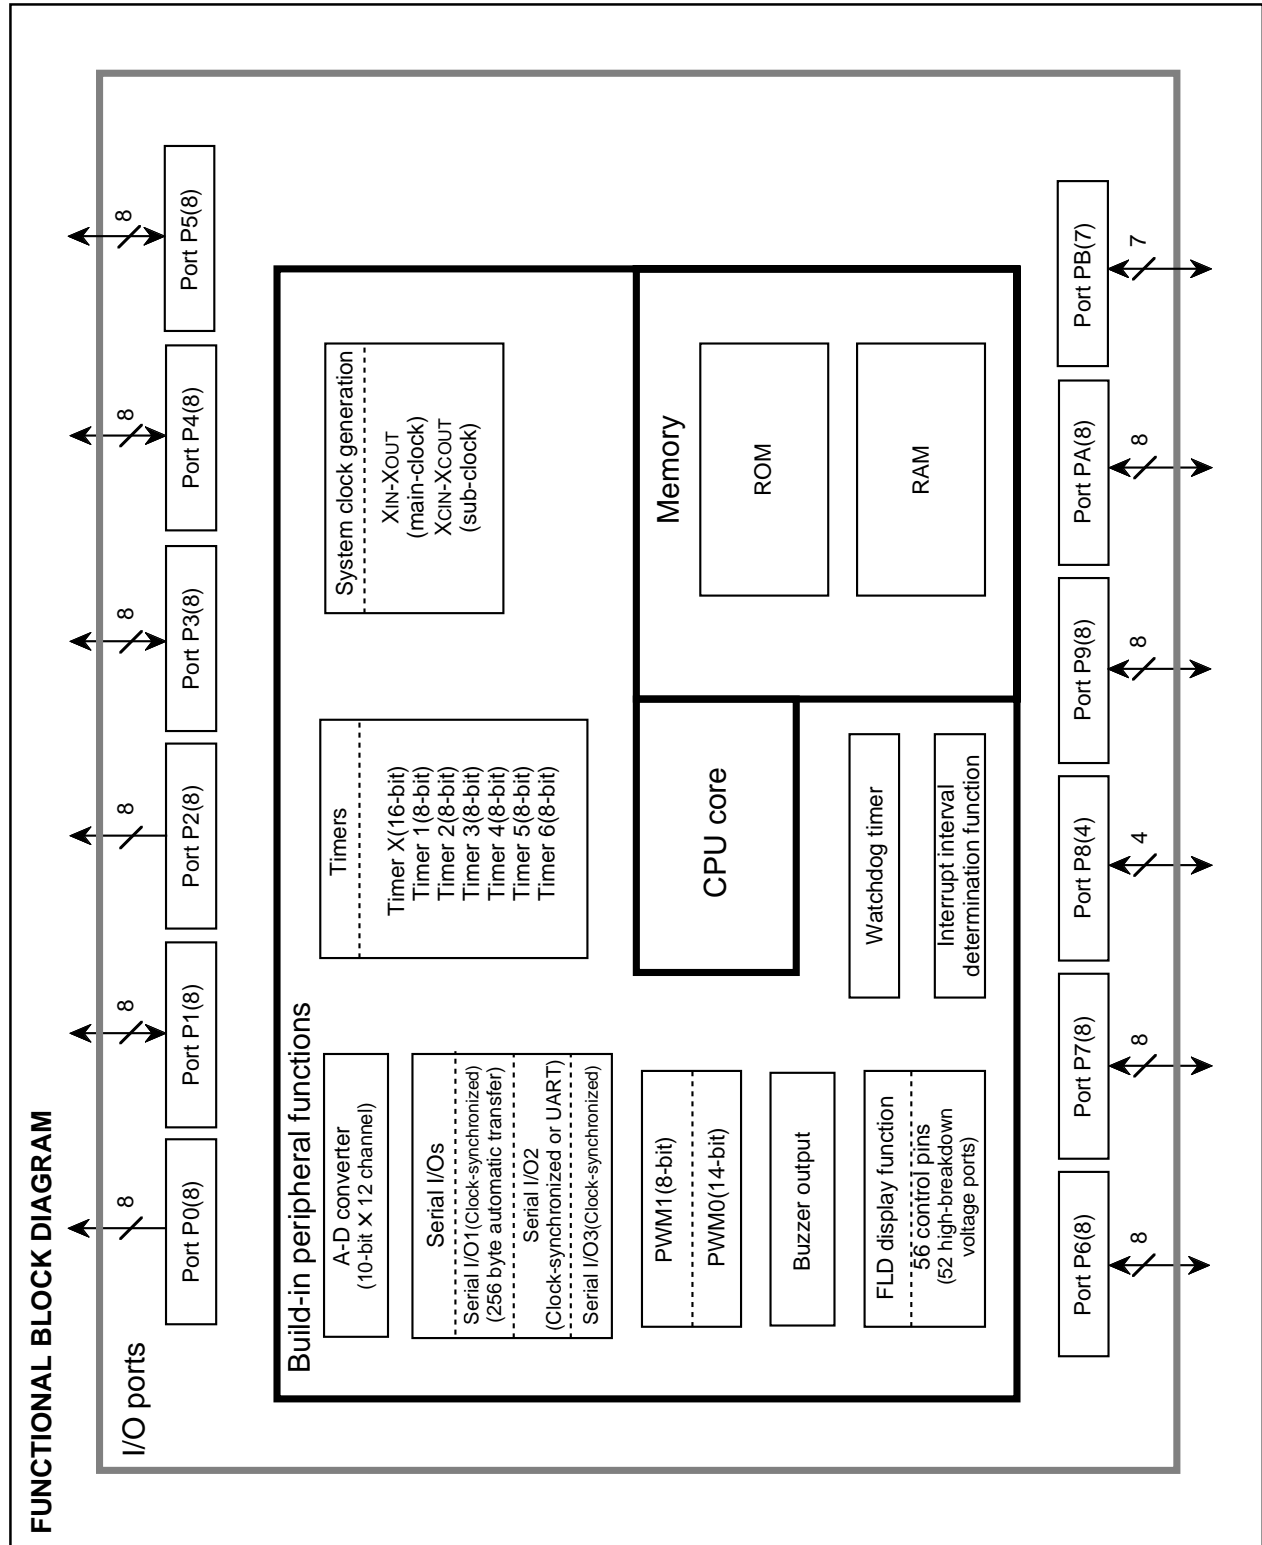 FUNCTIONAL BLOCK DIAGRAM
I/O ports
8
8
8
8
8
8
Port P0(8)
Port P1(8)
Port P2(8)
Port P3(8)
Port P4(8)
Port P5(8)
Build-in peripheral functions
A-D converter
(10-bit X 12 channel)
Serial I/Os
Serial I/O1(Clock-synchronized)
(256 byte automatic transfer)
Serial I/O2
(Clock-synchronized or UART)
Serial I/O3(Clock-synchronized)
PWM1(8-bit)
PWM0(14-bit)
Buzzer output
FLD display function
56 control pins
(52 high-breakdown
voltage ports)
Timers
Timer X(16-bit)
Timer 1(8-bit)
Timer 2(8-bit)
Timer 3(8-bit)
Timer 4(8-bit)
Timer 5(8-bit)
Timer 6(8-bit)
System clock generation
XIN-XOUT
(main-clock)
XCIN-XCOUT
(sub-clock)
CPU core
Watchdog timer
Interrupt interval
determination function
Memory
ROM
RAM
Port P6(8)
Port P7(8)
Port P8(4)
Port P9(8)
Port PA(8)
Port PB(7)
8
8
4
8
8
7